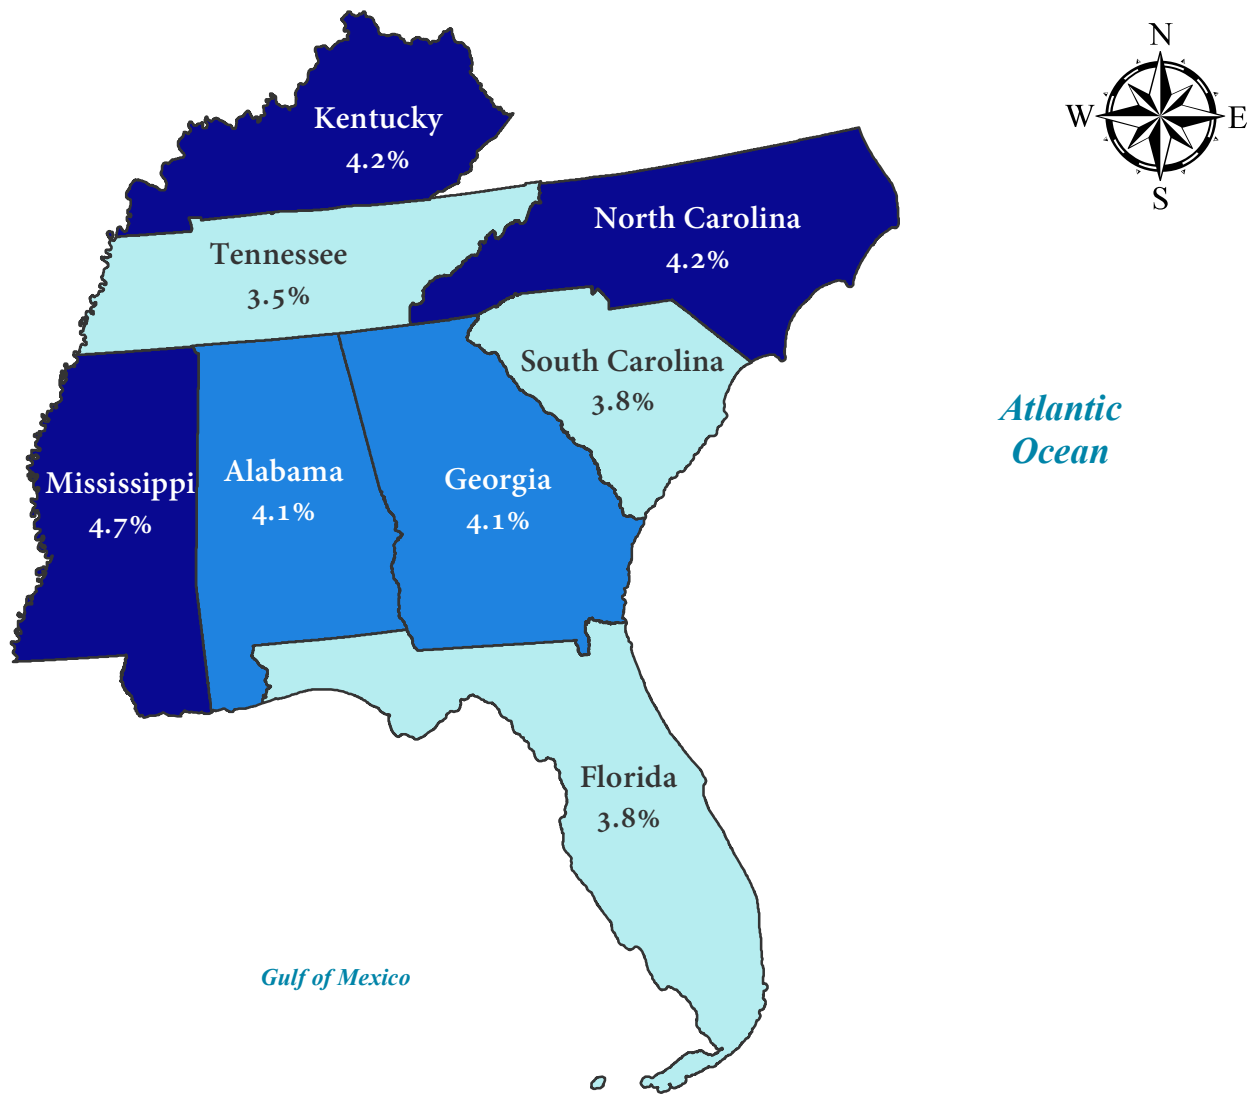 N
W
E
S
Kentucky
4.2%
North Carolina
4.2%
Tennessee
3.5%
South Carolina
3.8%
Atlantic
Ocean
Mississippi
4.7%
Alabama
4.1%
Georgia
4.1%
Florida
3.8%
Gulf of Mexico